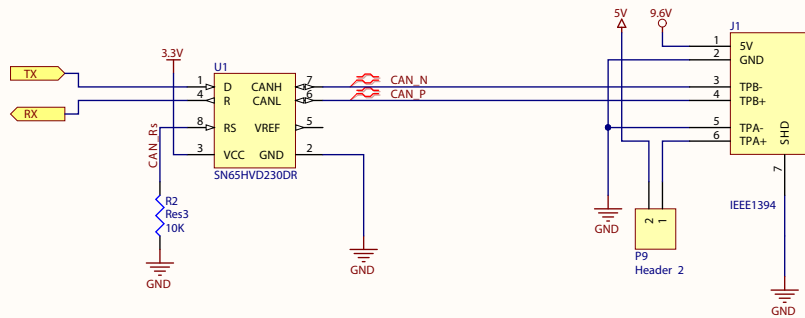 5V
9.6V
J1
3.3V
U1
1
5V
2
GND
TX
1
D
CANH
7
CAN_N
3
TPB-
RX
4
R
CANL
6
CAN_P
4
TPB+
8
RS
VREF
5
5
TPA-
CAN_Rs
6
TPA+
SHD
3
VCC
GND
2
SN65HVD230DR
7
R2
Res3
10K
IEEE1394
2
1
GND
GND
P9
Header 2
GND
GND